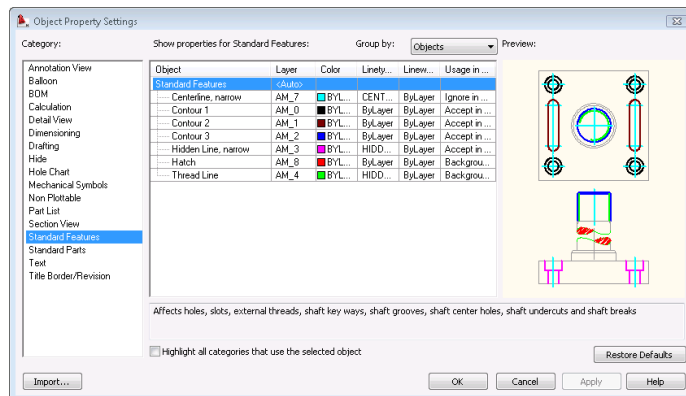 Object Property Settings
Category:
Show properties for Standard Features:
Group by:
Objects
Preview:
Annotation View
Balloon
BOM
Calculation
Detail View
Dimensioning
Drafting
Hide
Hole Chart
Mechanical Symbols
Non Plottable
Part List
Section View
Standard Features
Standard Parts
Text
Title Border/Revision
Object Layer Color Linety... Linew... Usage in ...
Standard Features <Auto>
Centerline, narrow AM_7 BYL... CENT... ByLayer Ignore in ...
Contour 1 AM_0 BYL... ByLayer ByLayer Accept in ...
Contour 2 AM_1 BYL... ByLayer ByLayer Accept in ...
Contour 3 AM_2 BYL... ByLayer ByLayer Accept in ...
Hidden Line, narrow AM_3 BYL... HIDD... ByLayer Accept in ...
Hatch AM_8 BYL... ByLayer ByLayer Backgrou...
Thread Line AM_4 BYL... HIDD... ByLayer Backgrou...
Affects holes, slots, external threads, shaft key ways, shaft grooves, shaft center holes, shaft undercuts and shaft breaks
Highlight all categories that use the selected object
Restore Defaults
Import...
OK
Cancel
Apply
Help